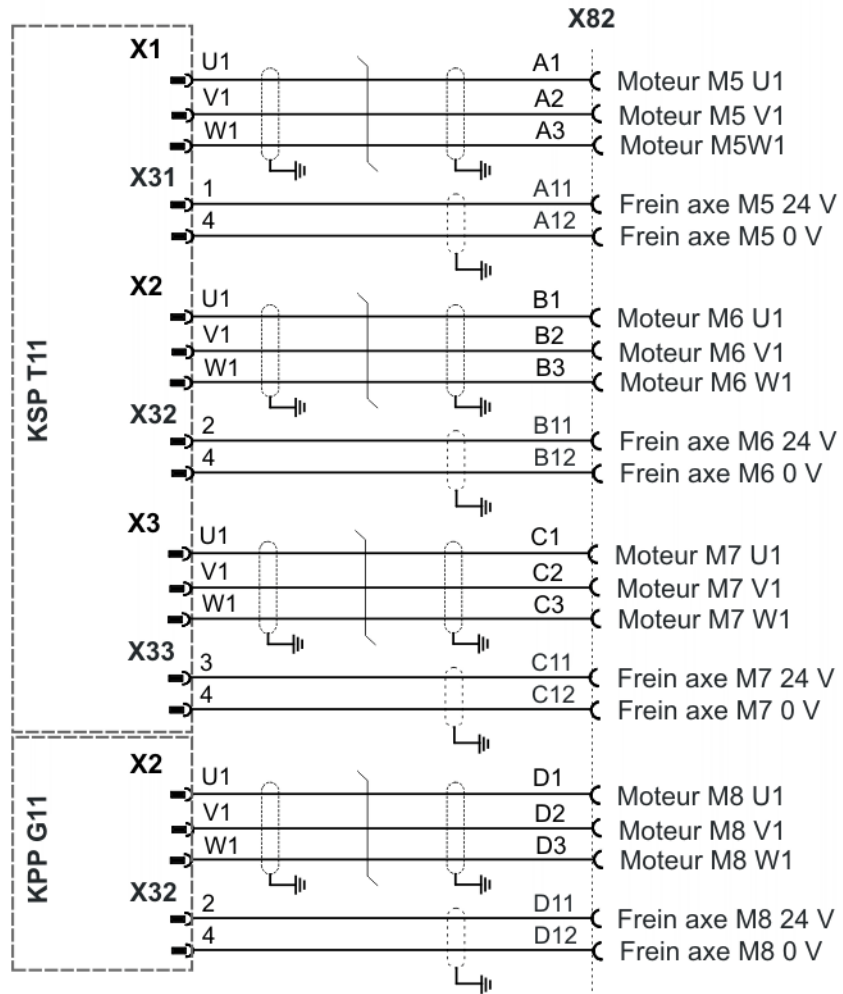 X82
X1
U1 A1 Moteur M5 U1
V1 A2 Moteur M5 V1
W1 A3 Moteur M5W1
X31
1 A11 Frein axe M5 24 V
4 A12 Frein axe M5 0 V
X2
U1 B1 Moteur M6 U1
V1 B2 Moteur M6 V1
W1 B3 Moteur M6 W1
KSP T11
X32
2 B11 Frein axe M6 24 V
4 B12 Frein axe M6 0 V
X3
U1 C1 Moteur M7 U1
V1 C2 Moteur M7 V1
W1 C3 Moteur M7 W1
X33
3 C11 Frein axe M7 24 V
4 C12 Frein axe M7 0 V
X2
U1 D1 Moteur M8 U1
V1 D2 Moteur M8 V1
W1 D3 Moteur M8 W1
KPP G11
X32
2 D11 Frein axe M8 24 V
4 D12 Frein axe M8 0 V